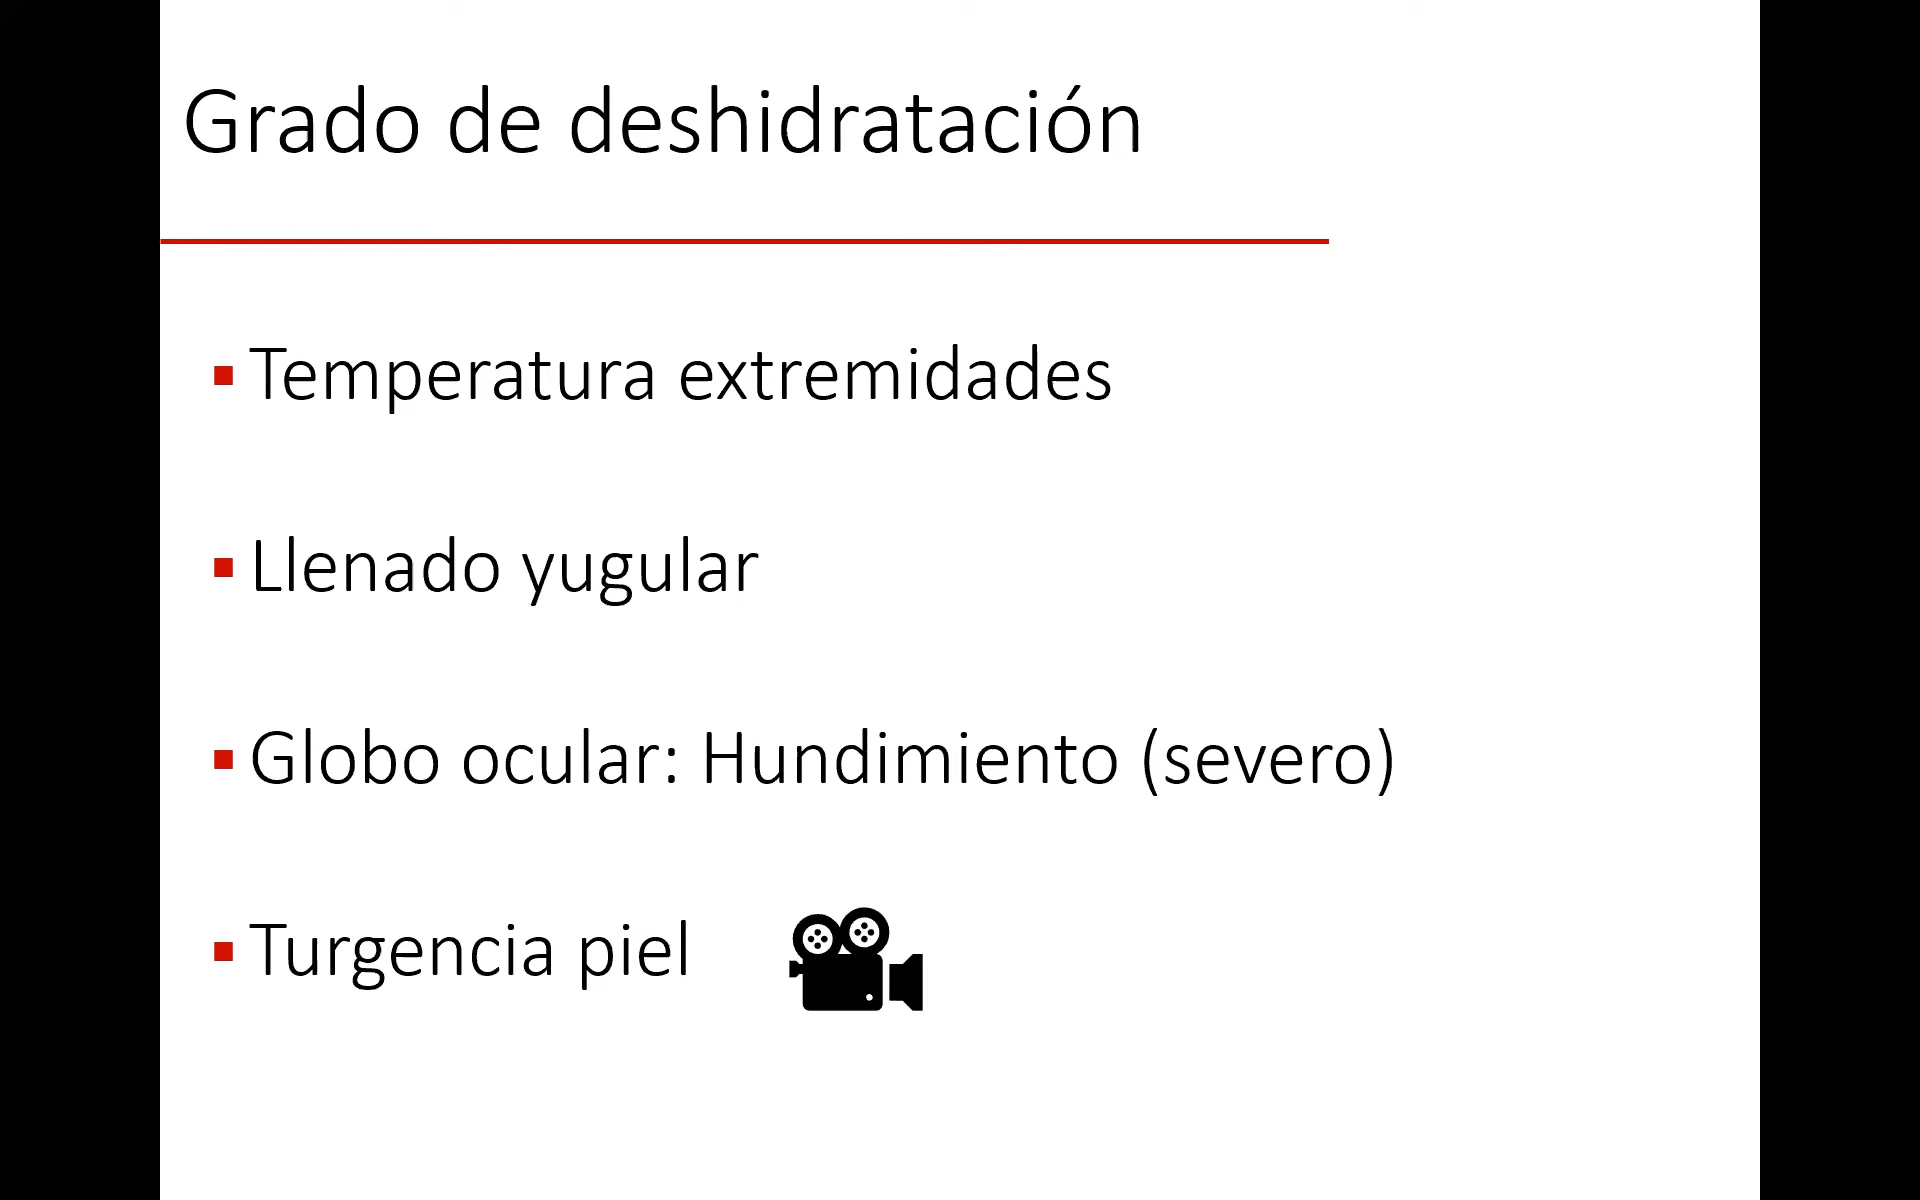 Grado de deshidratación
▪ Temperatura extremidades
▪ Llenado yugular
▪ Globo ocular: Hundimiento (severo)
▪ Turgencia piel